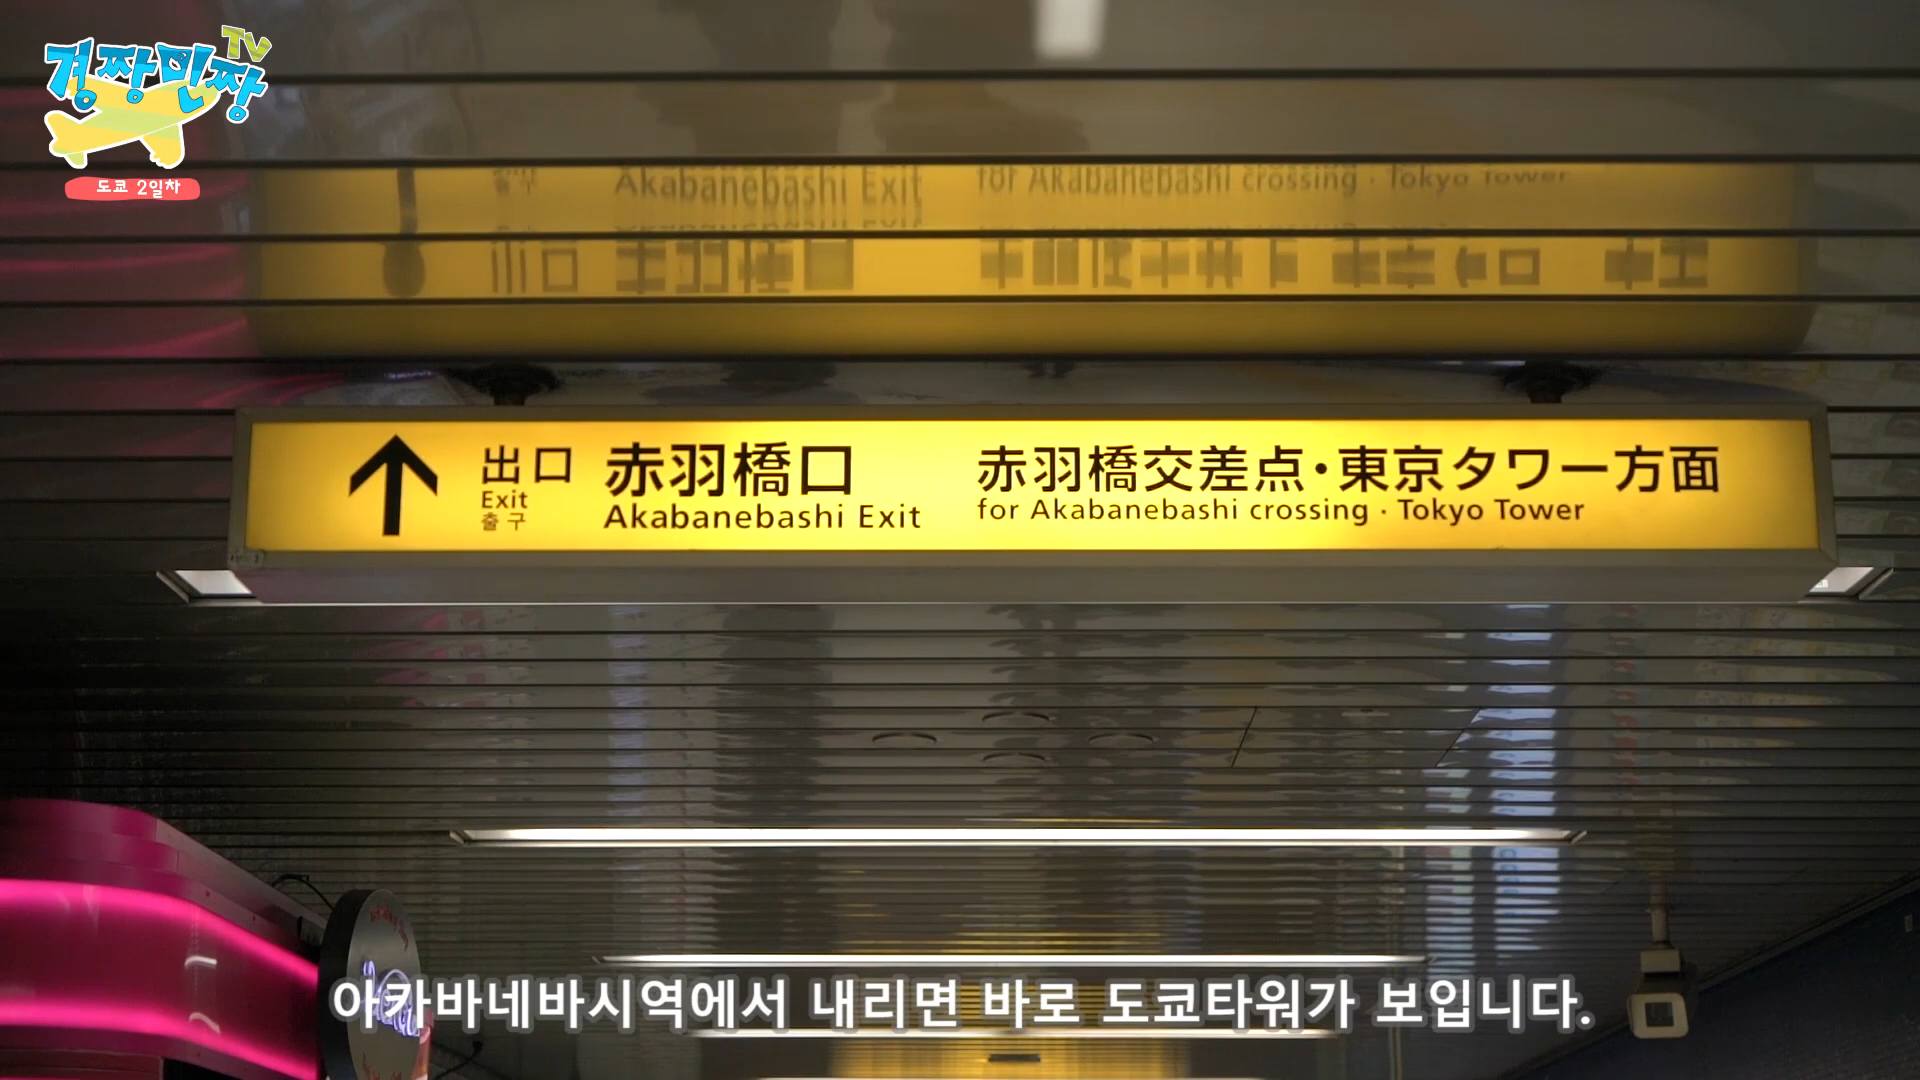 경짱민짱 TV
도쿄 2일차
Akabanebashi Exit
for Akabanebashi crossing · Tokyo Tower
出口
Exit
출구
赤羽橋口
Akabanebashi Exit
赤羽橋交差点・東京タワー方面
for Akabanebashi crossing · Tokyo Tower
아카바네바시역에서 내리면 바로 도쿄타워가 보입니다.